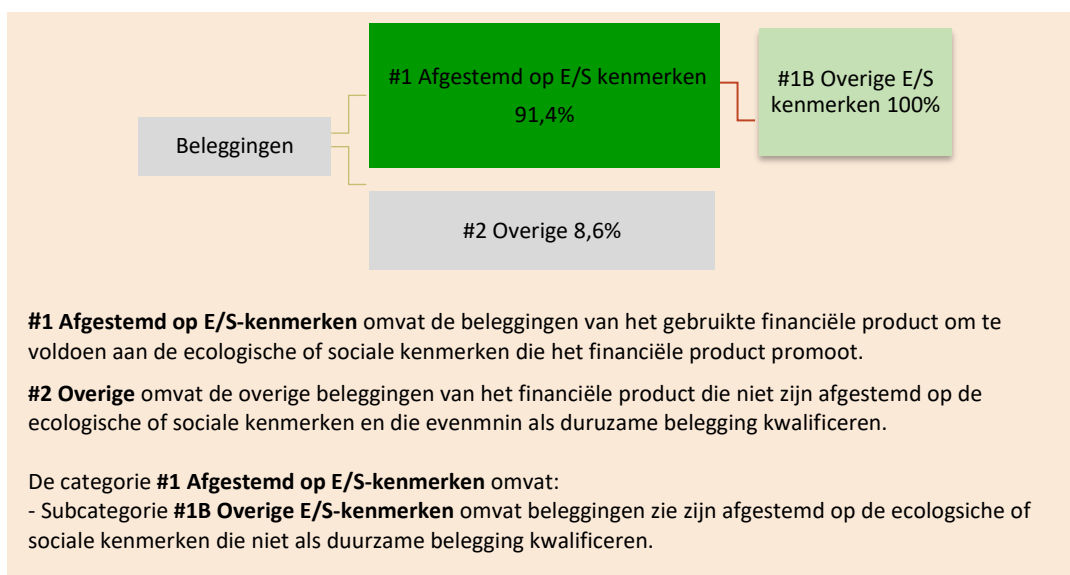 #1 Afgestemd op E/S kenmerken
91,4%
#1B Overige E/S
kenmerken 100%
Beleggingen
#2 Overige 8,6%
#1 Afgestemd op E/S-kenmerken omvat de beleggingen van het gebruikte financiële product om te
voldoen aan de ecologische of sociale kenmerken die het financiële product promoot.
#2 Overige omvat de overige beleggingen van het financiële product die niet zijn afgestemd op de
ecologische of sociale kenmerken en die evenmnin als duruzame belegging kwalificeren.
De categorie #1 Afgestemd op E/S-kenmerken omvat:
- Subcategorie #1B Overige E/S-kenmerken omvat beleggingen zie zijn afgestemd op de ecologsiche of
sociale kenmerken die niet als duurzame belegging kwalificeren.